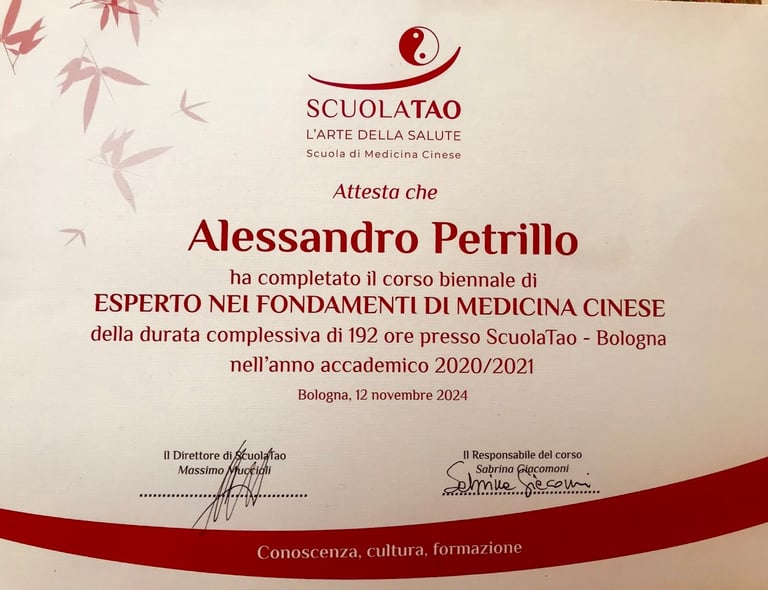 SCUOLATAO
L'ARTE DELLA SALUTE
Scuola di Medicina Cinese
Attesta che
Alessandro Petrillo
ha completato il corso biennale di
ESPERTO NEI FONDAMENTI DI MEDICINA CINESE
della durata complessiva di 192 ore presso ScuolaTao - Bologna
nell'anno accademico 2020/2021
Bologna, 12 novembre 2024
Il Direttore di ScuolaTao
Massimo Muccioli
Il Responsabile del corso
Sabrina Giacomoni
Sabrina Giacomoni
Conoscenza, cultura, formazione